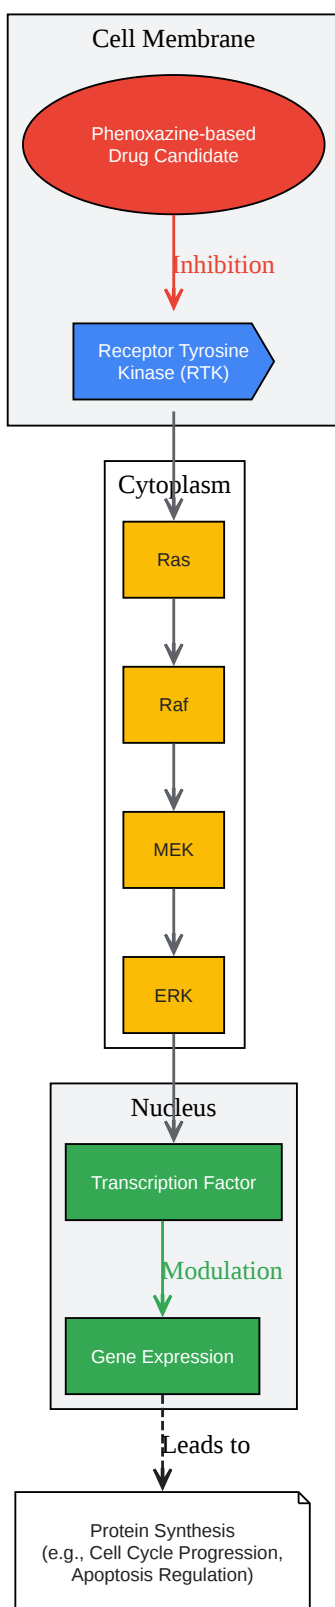 Cell Membrane
Phenoxazine-based
Drug Candidate
Inhibition
Receptor Tyrosine
Kinase (RTK)
Cytoplasm
Ras
Raf
MEK
ERK
Nucleus
Transcription Factor
Modulation
Gene Expression
Leads to
Protein Synthesis
(e.g., Cell Cycle Progression,
Apoptosis Regulation)